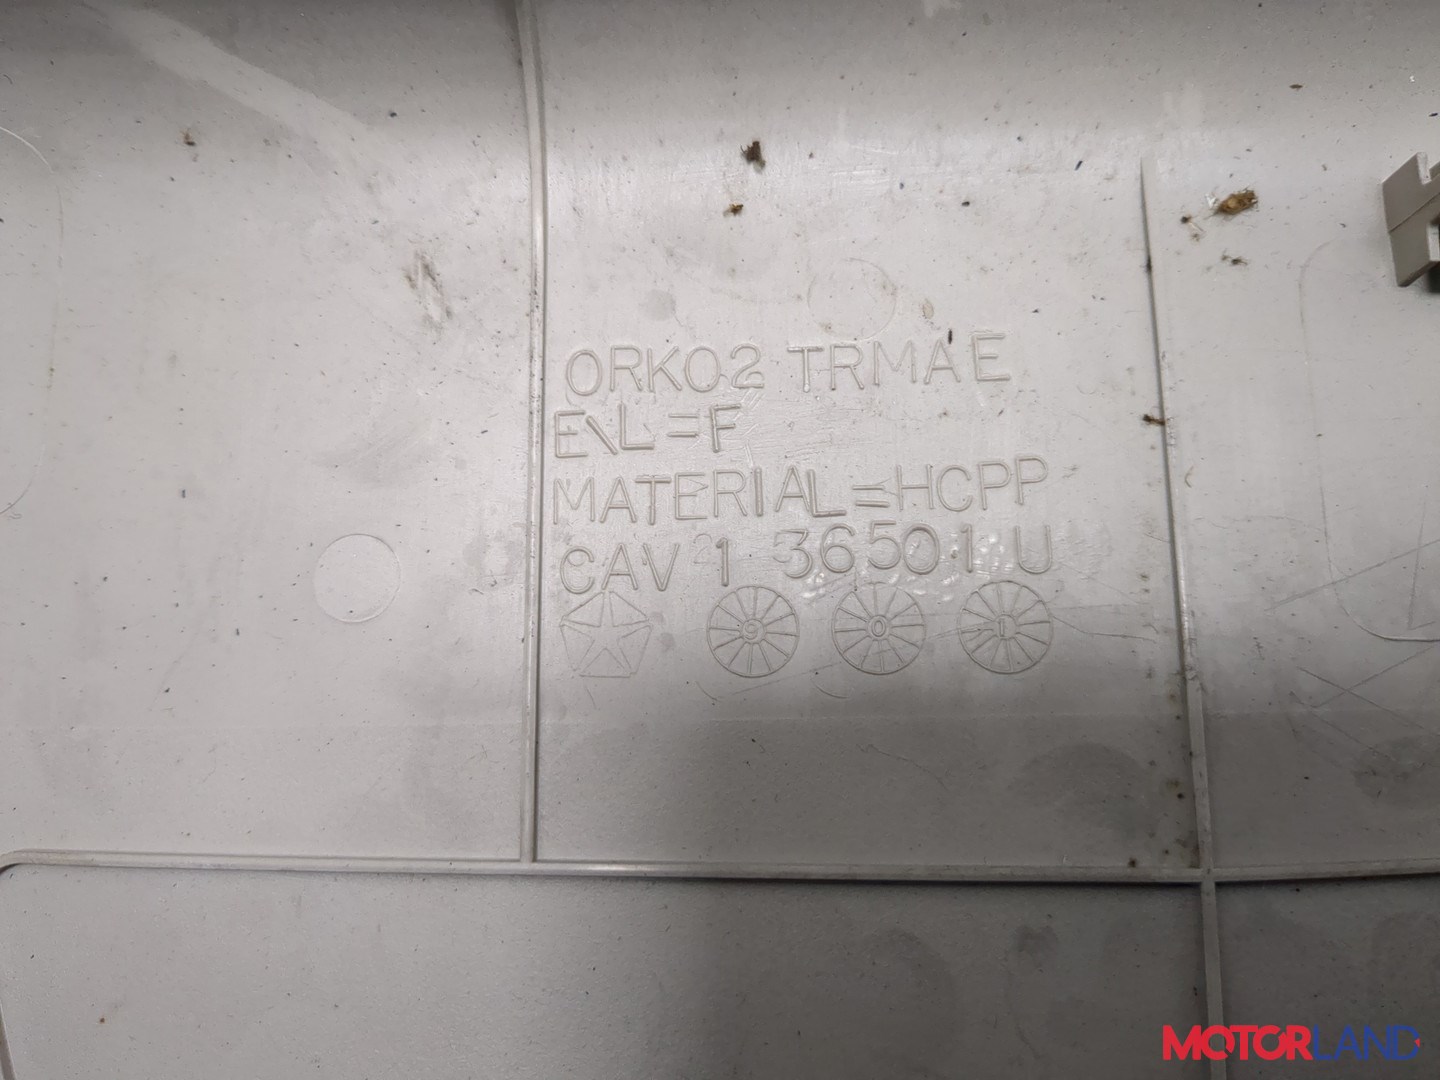 0RK02 TRMAE
E\L=F
MATERIAL=HCPP
CAV 1 36501 U
9 0 1
MOTORLAND